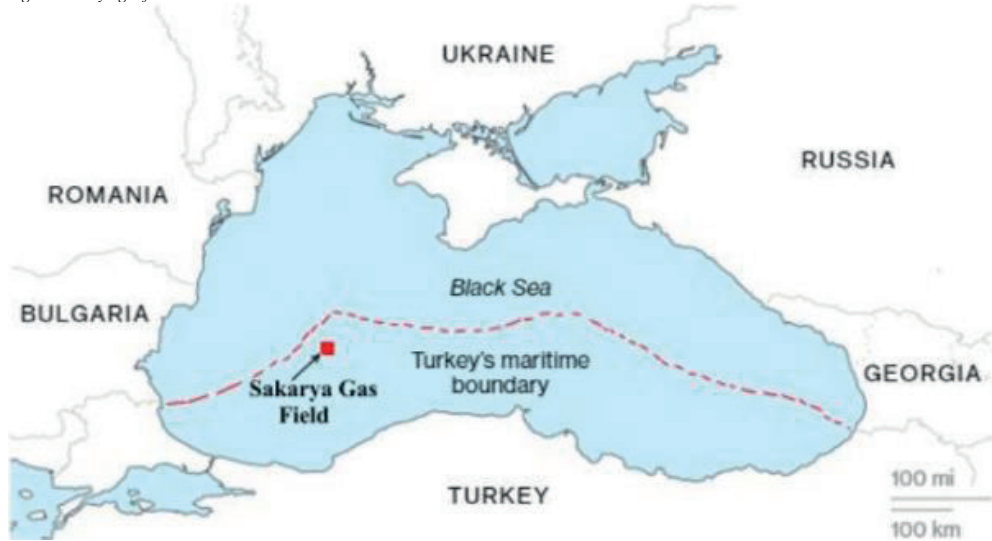 UKRAINE
RUSSIA
ROMANIA
Black Sea
BULGARIA
Turkey's maritime
boundary
GEORGIA
Sakarya Gas
Field
TURKEY
100 mi
100 km